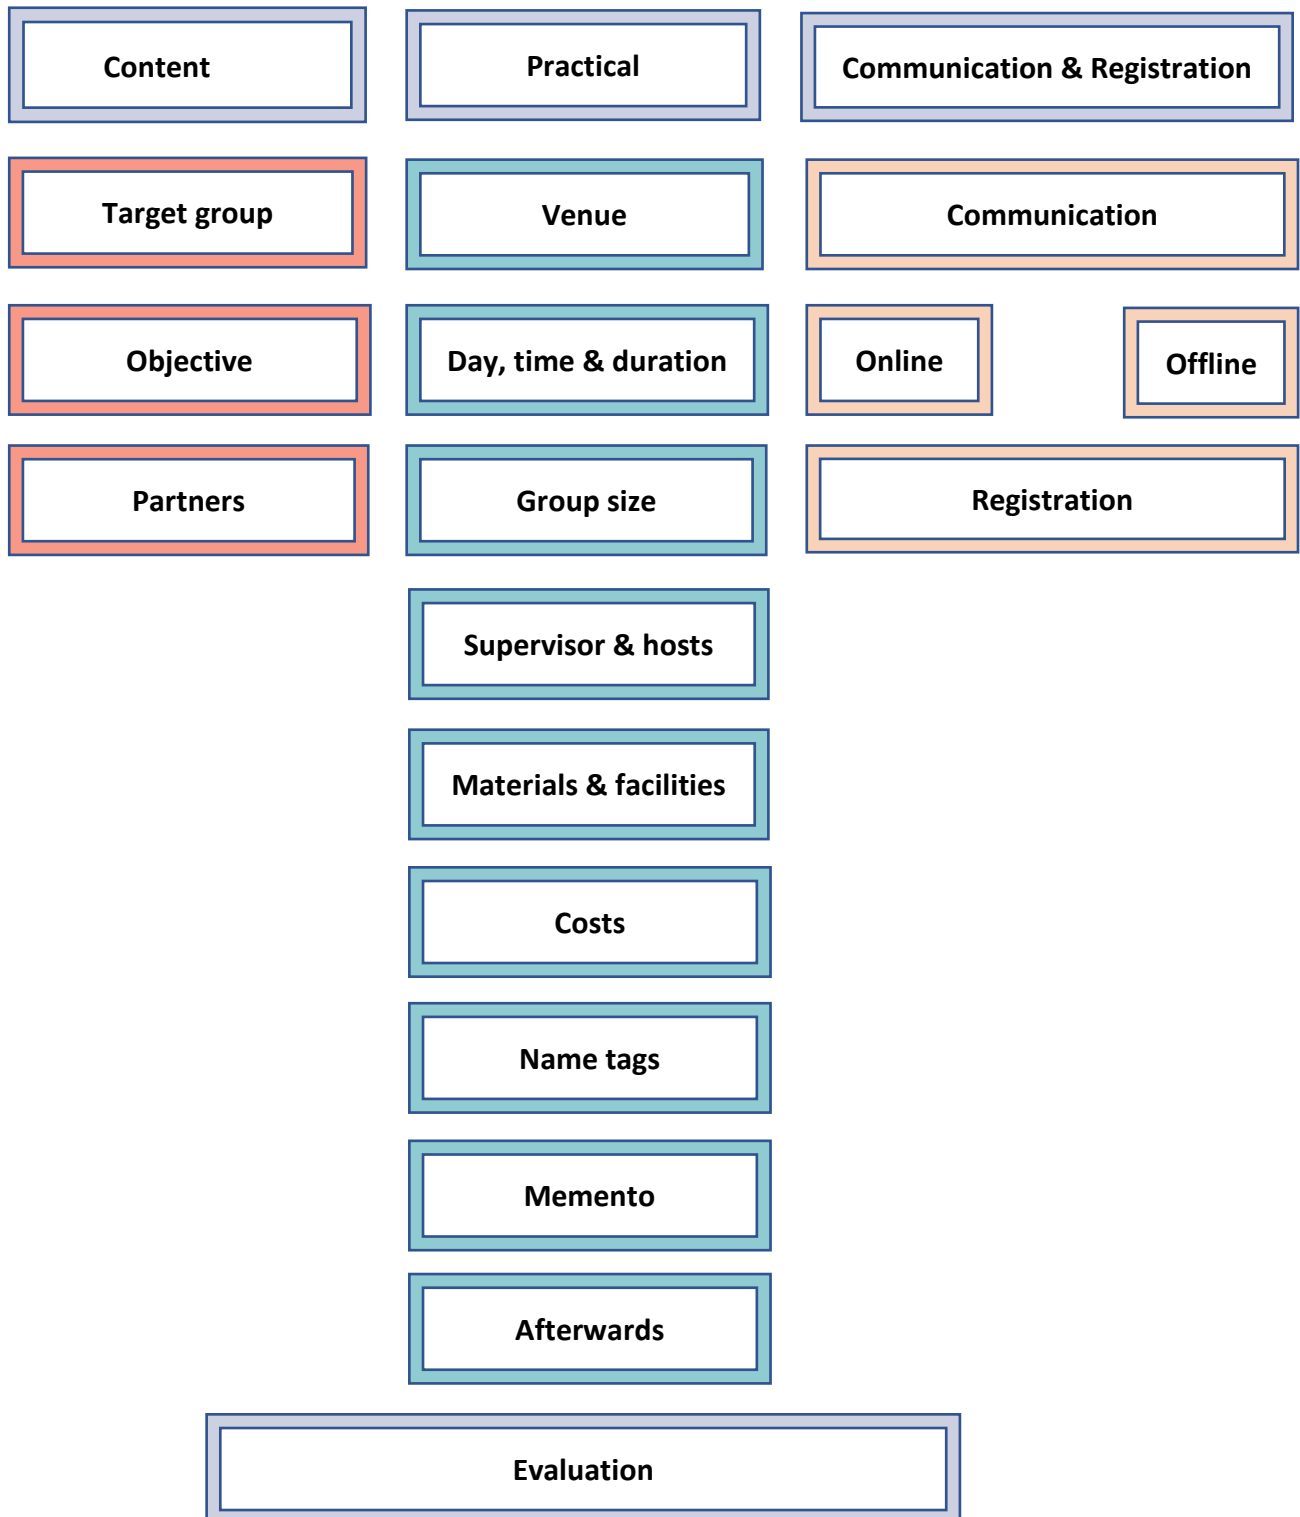 Content
Practical
Communication & Registration
Target group
Venue
Communication
Objective
Day, time & duration
Online
Offline
Partners
Group size
Registration
Supervisor & hosts
Materials & facilities
Costs
Name tags
Memento
Afterwards
Evaluation